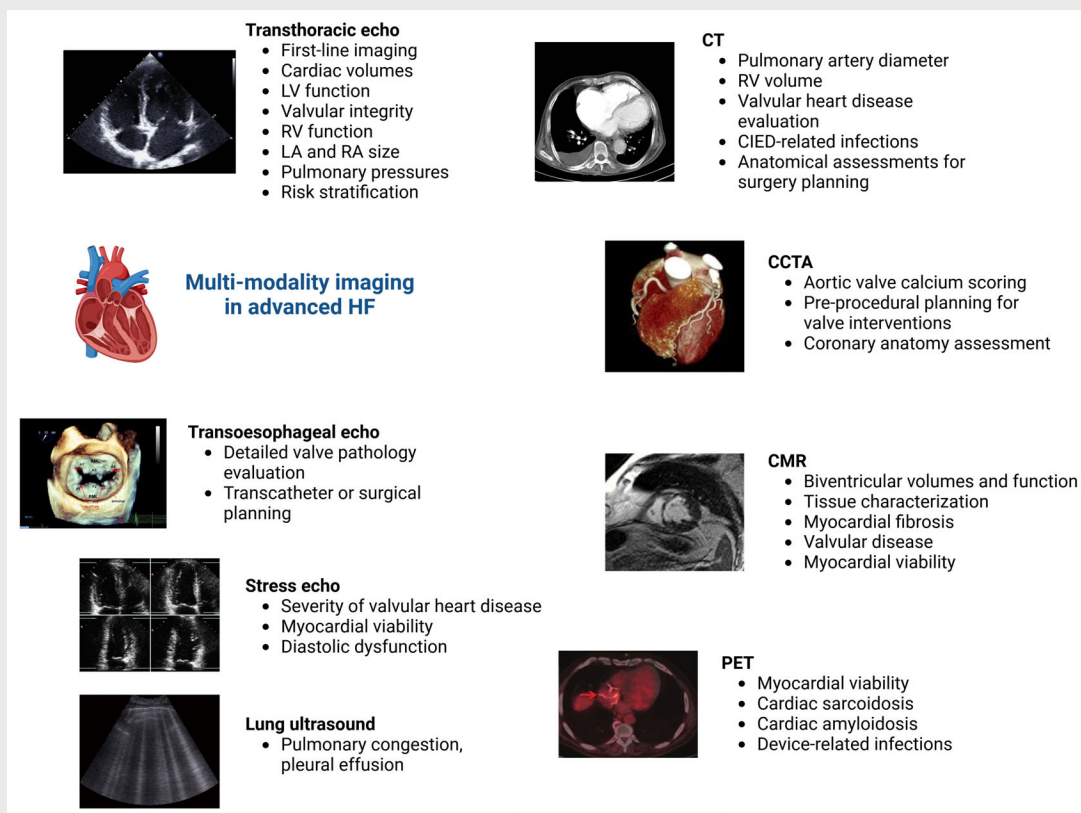 Transthoracic echo
• First-line imaging
• Cardiac volumes
• LV function
• Valvular integrity
• RV function
• LA and RA size
• Pulmonary pressures
• Risk stratification
CT
• Pulmonary artery diameter
• RV volume
• Valvular heart disease
evaluation
• CIED-related infections
• Anatomical assessments for
surgery planning
Multi-modality imaging
in advanced HF
CCTA
• Aortic valve calcium scoring
• Pre-procedural planning for
valve interventions
• Coronary anatomy assessment
Transoesophageal echo
• Detailed valve pathology
evaluation
• Transcatheter or surgical
planning
CMR
• Biventricular volumes and function
• Tissue characterization
• Myocardial fibrosis
• Valvular disease
• Myocardial viability
Stress echo
• Severity of valvular heart disease
• Myocardial viability
• Diastolic dysfunction
PET
• Myocardial viability
• Cardiac sarcoidosis
• Cardiac amyloidosis
• Device-related infections
Lung ultrasound
• Pulmonary congestion,
pleural effusion